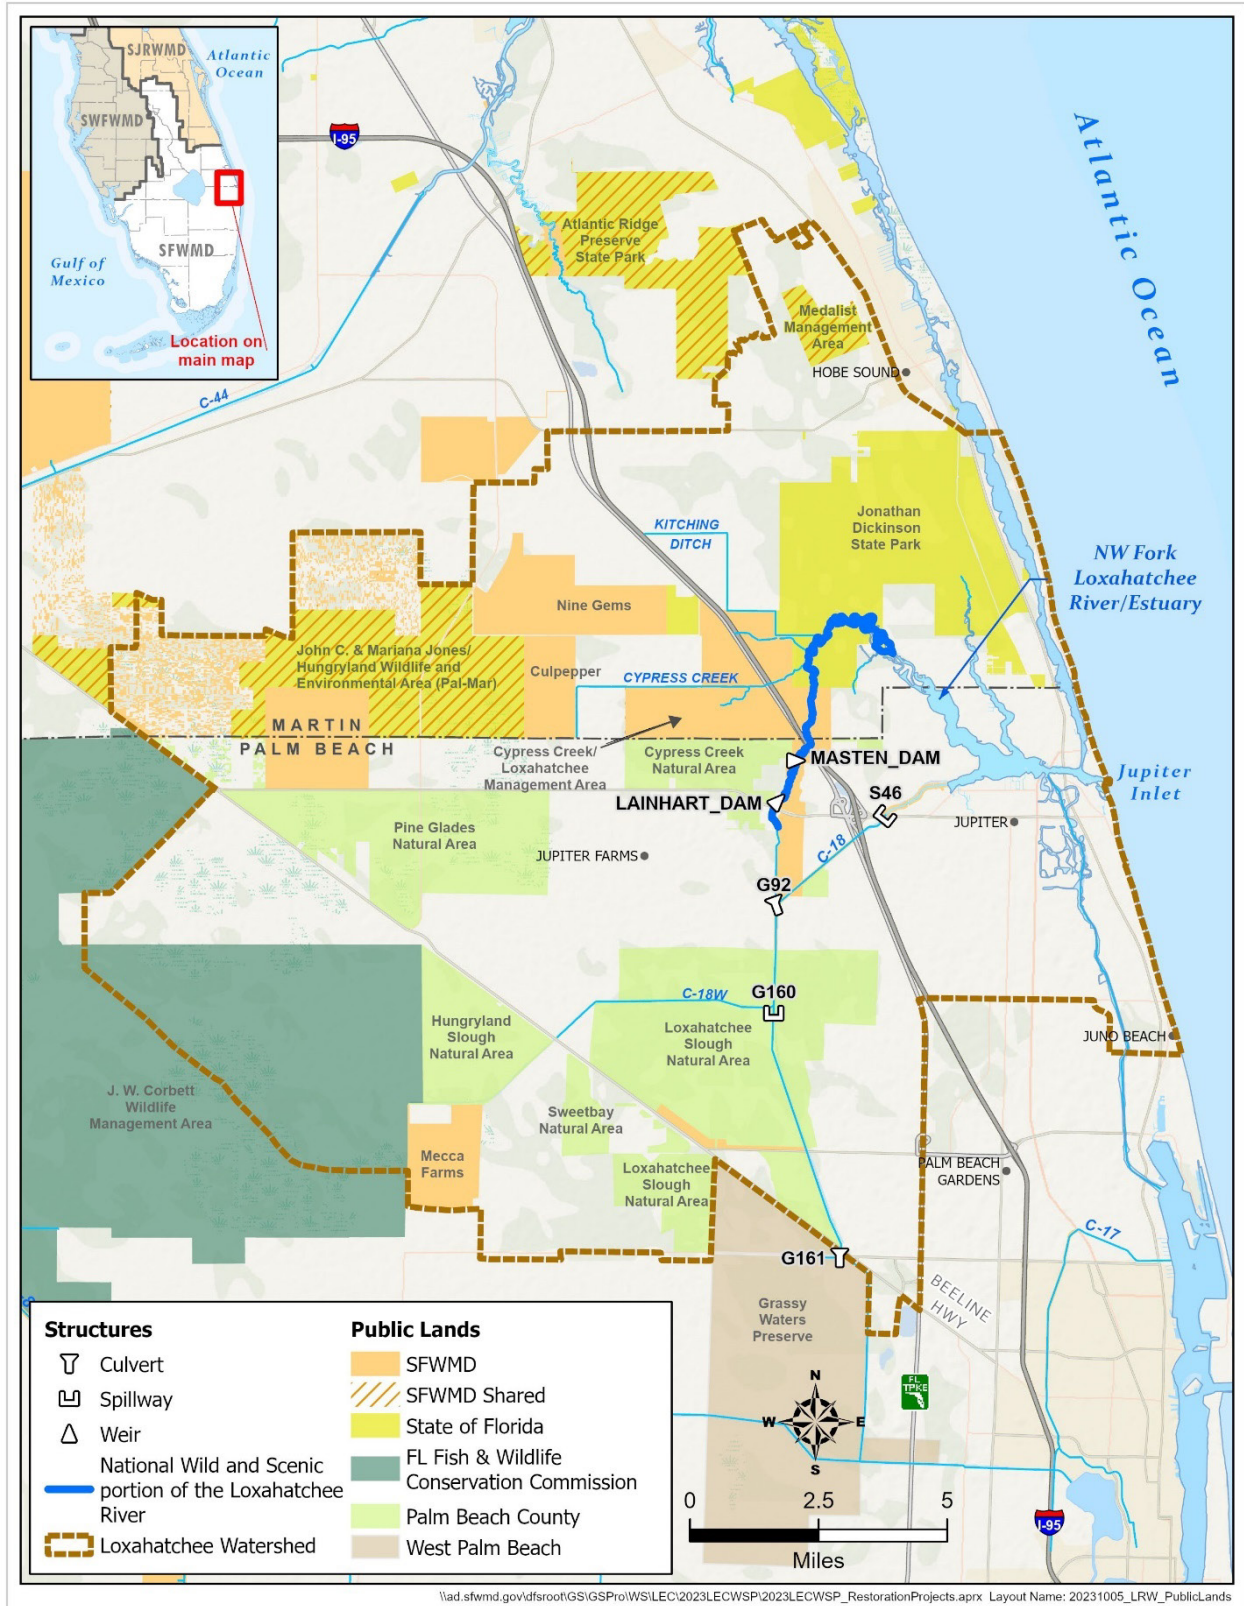 SJRWMD
Atlantic
Ocean
SWFWMD
SFWMD
Gulf of
Mexico
Location on
main map
I-95
Atlantic Ridge
Preserve
State Park
Medalist
Management
Area
HOBE SOUND
Atlantic Ocean
C-44
KITCHING
DITCH
Jonathan
Dickinson
State Park
NW Fork
Loxahatchee
River/Estuary
Nine Gems
John C. & Mariana Jones/
Hungryland Wildlife and
Environmental Area (Pal-Mar)
Culpepper
CYPRESS CREEK
MARTIN
PALM BEACH
Cypress Creek/
Loxahatchee
Management Area
Cypress Creek
Natural Area
MASTEN_DAM
LAINHART_DAM
S46
Jupiter
Inlet
JUPITER
Pine Glades
Natural Area
JUPITER FARMS
C-18
G92
C-18W
G160
Hungryland
Slough
Natural Area
Loxahatchee
Slough
Natural Area
JUNO BEACH
J. W. Corbett
Wildlife
Management Area
Sweetbay
Natural Area
Mecca
Farms
Loxahatchee
Slough
Natural Area
PALM BEACH
GARDENS
C-17
G161
BEELINE
HWY
Grassy
Waters
Preserve
FL
TPKE
N
W E
S
0 2.5 5
Miles
I-95
Structures
Culvert
Spillway
Weir
National Wild and Scenic
portion of the Loxahatchee
River
Loxahatchee Watershed
Public Lands
SFWMD
SFWMD Shared
State of Florida
FL Fish & Wildlife
Conservation Commission
Palm Beach County
West Palm Beach
\\ad.sfwmd.gov\dfsroot\GS\GSPro\WS\LEC\2023LECWSP\2023LECWSP_RestorationProjects.aprx Layout Name: 20231005_LRW_PublicLands